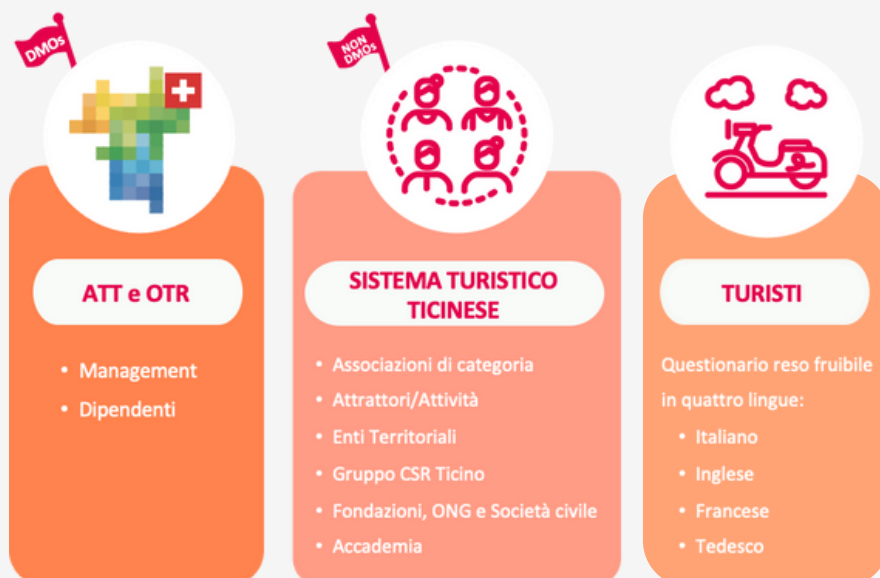 DMOs
ATT e OTR
• Management
• Dipendenti
NON
DMOs
SISTEMA TURISTICO
TICINESE
• Associazioni di categoria
• Attrattori/Attività
• Enti Territoriali
• Gruppo CSR Ticino
• Fondazioni, ONG e Società civile
• Accademia
TURISTI
Questionario reso fruibile
in quattro lingue:
• Italiano
• Inglese
• Francese
• Tedesco